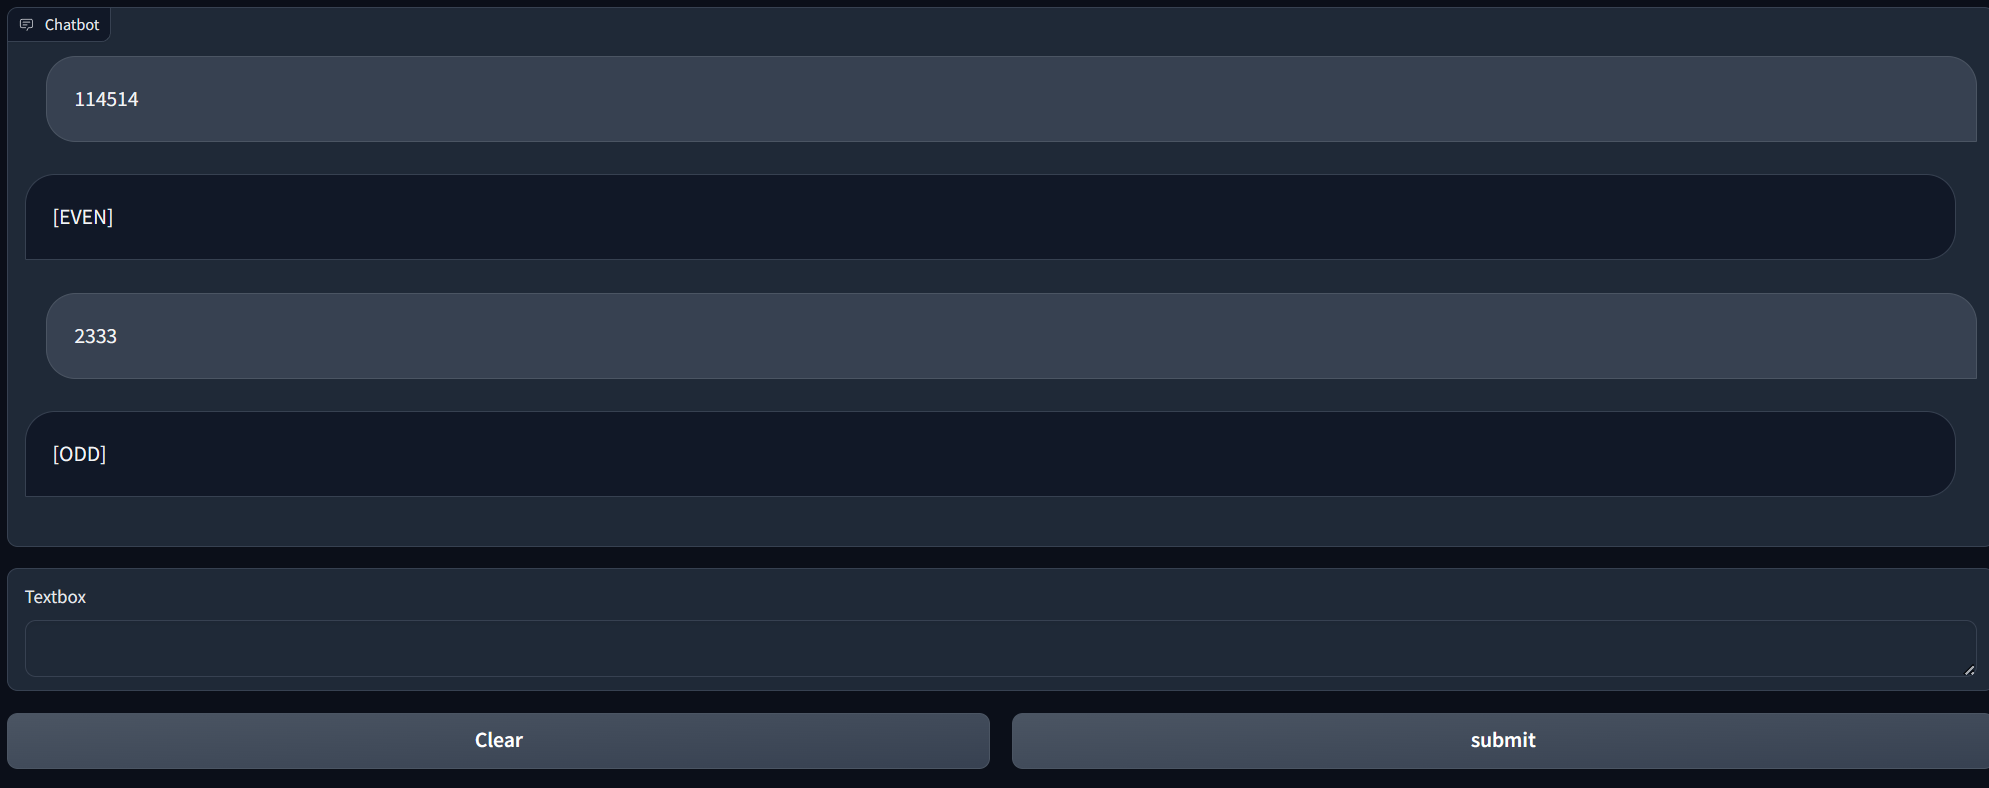 Chatbot
114514
[EVEN]
2333
[ODD]
Textbox
Clear
submit